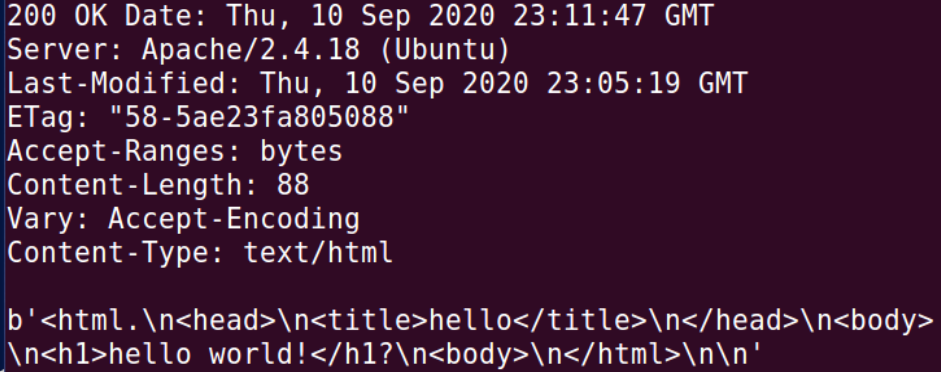 200 OK Date: Thu, 10 Sep 2020 23:11:47 GMT
Server: Apache/2.4.18 (Ubuntu)
Last-Modified: Thu, 10 Sep 2020 23:05:19 GMT
ETag: "58-5ae23fa805088"
Accept-Ranges: bytes
Content-Length: 88
Vary: Accept-Encoding
Content-Type: text/html

b'<html.\n<head>\n<title>hello</title>\n</head>\n<body>
\n<h1>hello world!</h1?\n<body>\n</html>\n\n'